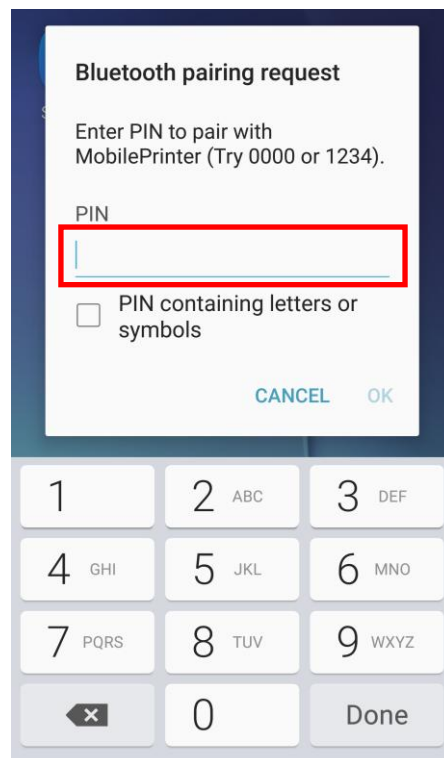 Bluetooth pairing request
Enter PIN to pair with
MobilePrinter (Try 0000 or 1234).
PIN
PIN containing letters or
symbols
CANCEL OK
1 2 ABC 3 DEF
4 GHI 5 JKL 6 MNO
7 PQRS 8 TUV 9 WXYZ
0 Done